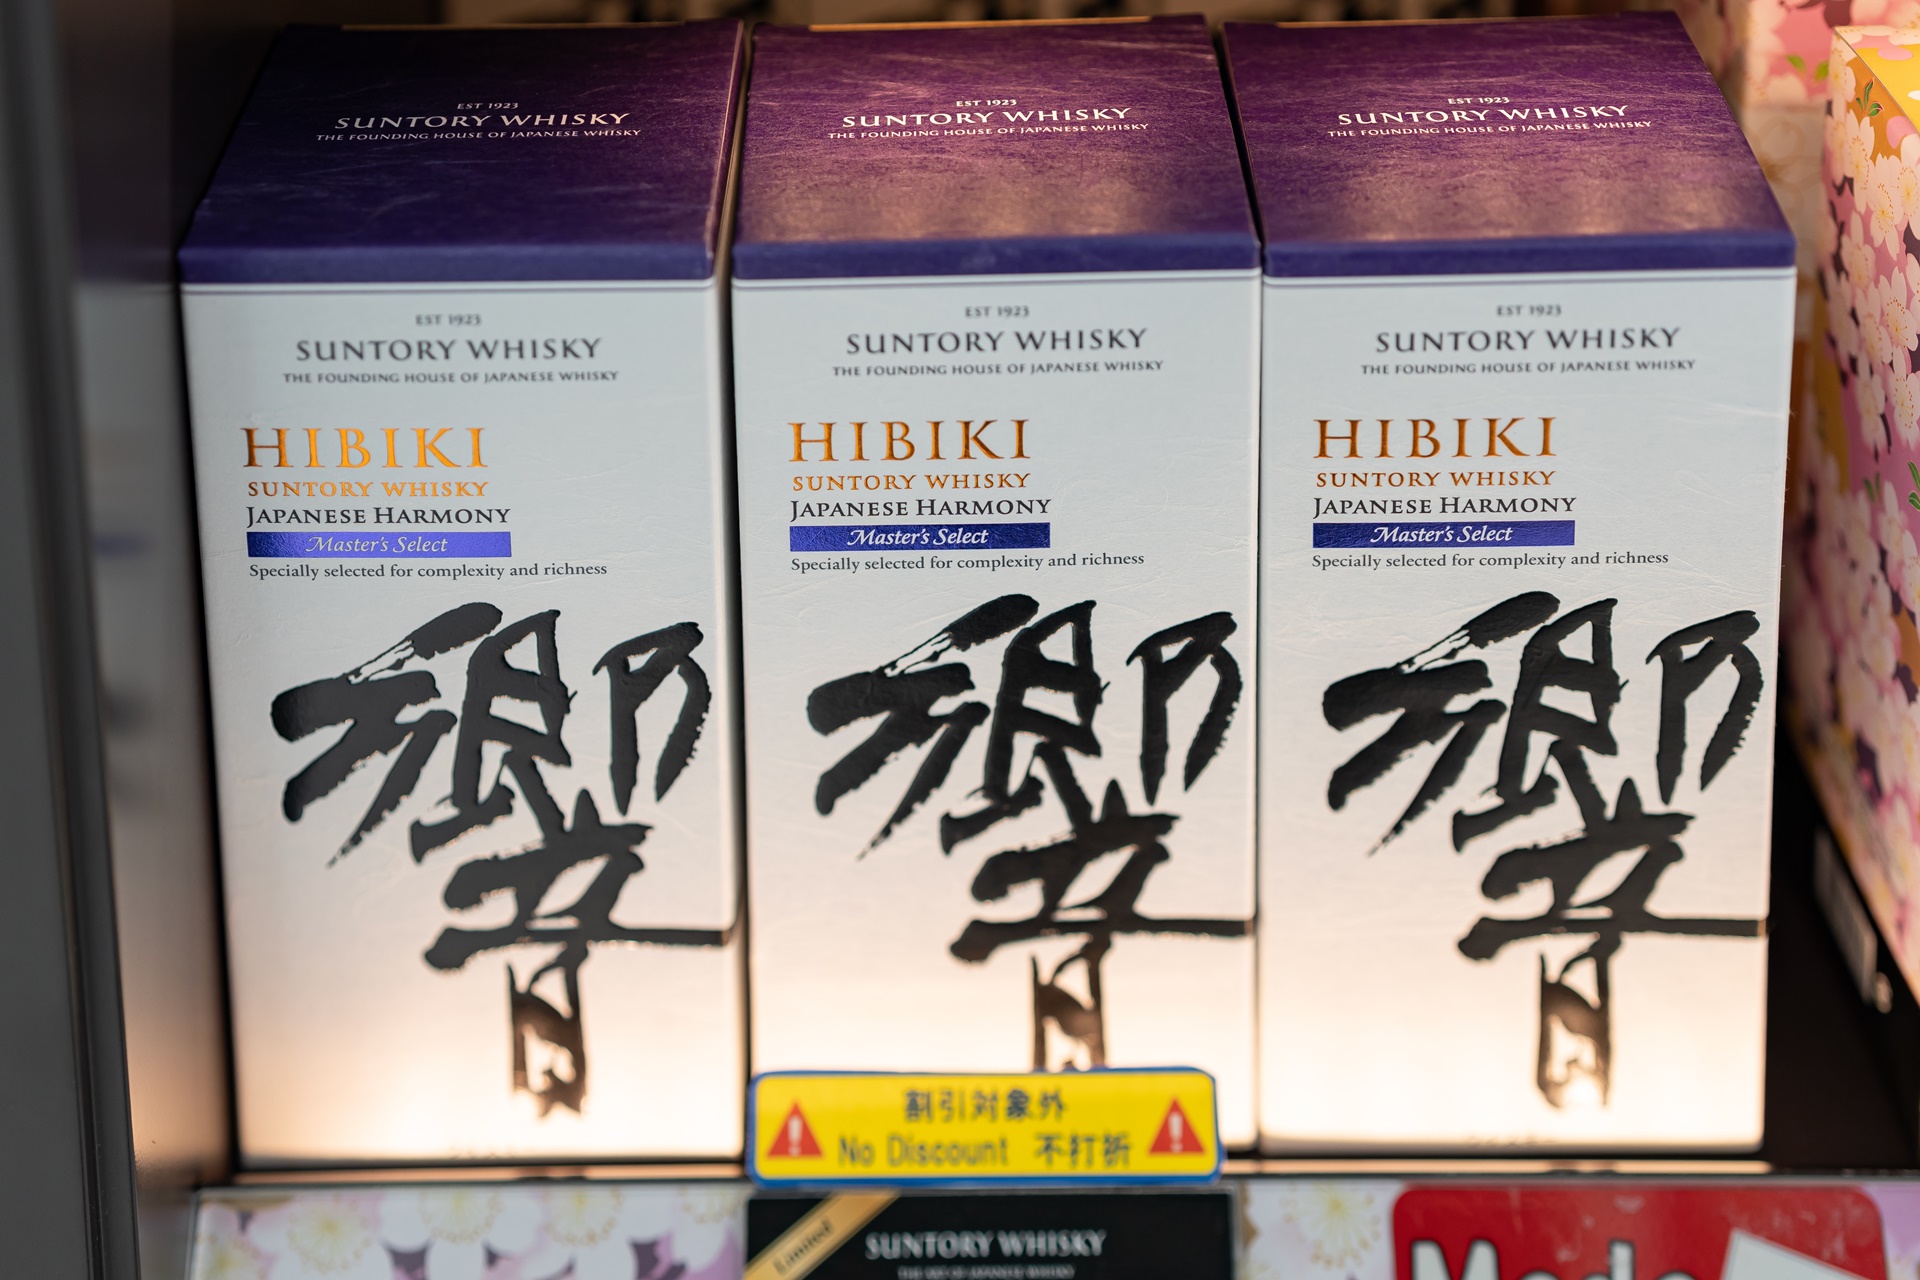 EST 1923
SUNTORY WHISKY
THE FOUNDING HOUSE OF JAPANESE WHISKY
EST 1923
SUNTORY WHISKY
THE FOUNDING HOUSE OF JAPANESE WHISKY
HIBIKI
SUNTORY WHISKY
JAPANESE HARMONY
Master's Select
Specially selected for complexity and richness
響
EST 1923
SUNTORY WHISKY
THE FOUNDING HOUSE OF JAPANESE WHISKY
EST 1923
SUNTORY WHISKY
THE FOUNDING HOUSE OF JAPANESE WHISKY
HIBIKI
SUNTORY WHISKY
JAPANESE HARMONY
Master's Select
Specially selected for complexity and richness
響
EST 1923
SUNTORY WHISKY
THE FOUNDING HOUSE OF JAPANESE WHISKY
EST 1923
SUNTORY WHISKY
THE FOUNDING HOUSE OF JAPANESE WHISKY
HIBIKI
SUNTORY WHISKY
JAPANESE HARMONY
Master's Select
Specially selected for complexity and richness
響
割引対象外
No Discount 不打折
Limited
SUNTORY WHISKY
THE ART OF JAPANESE WHISKY